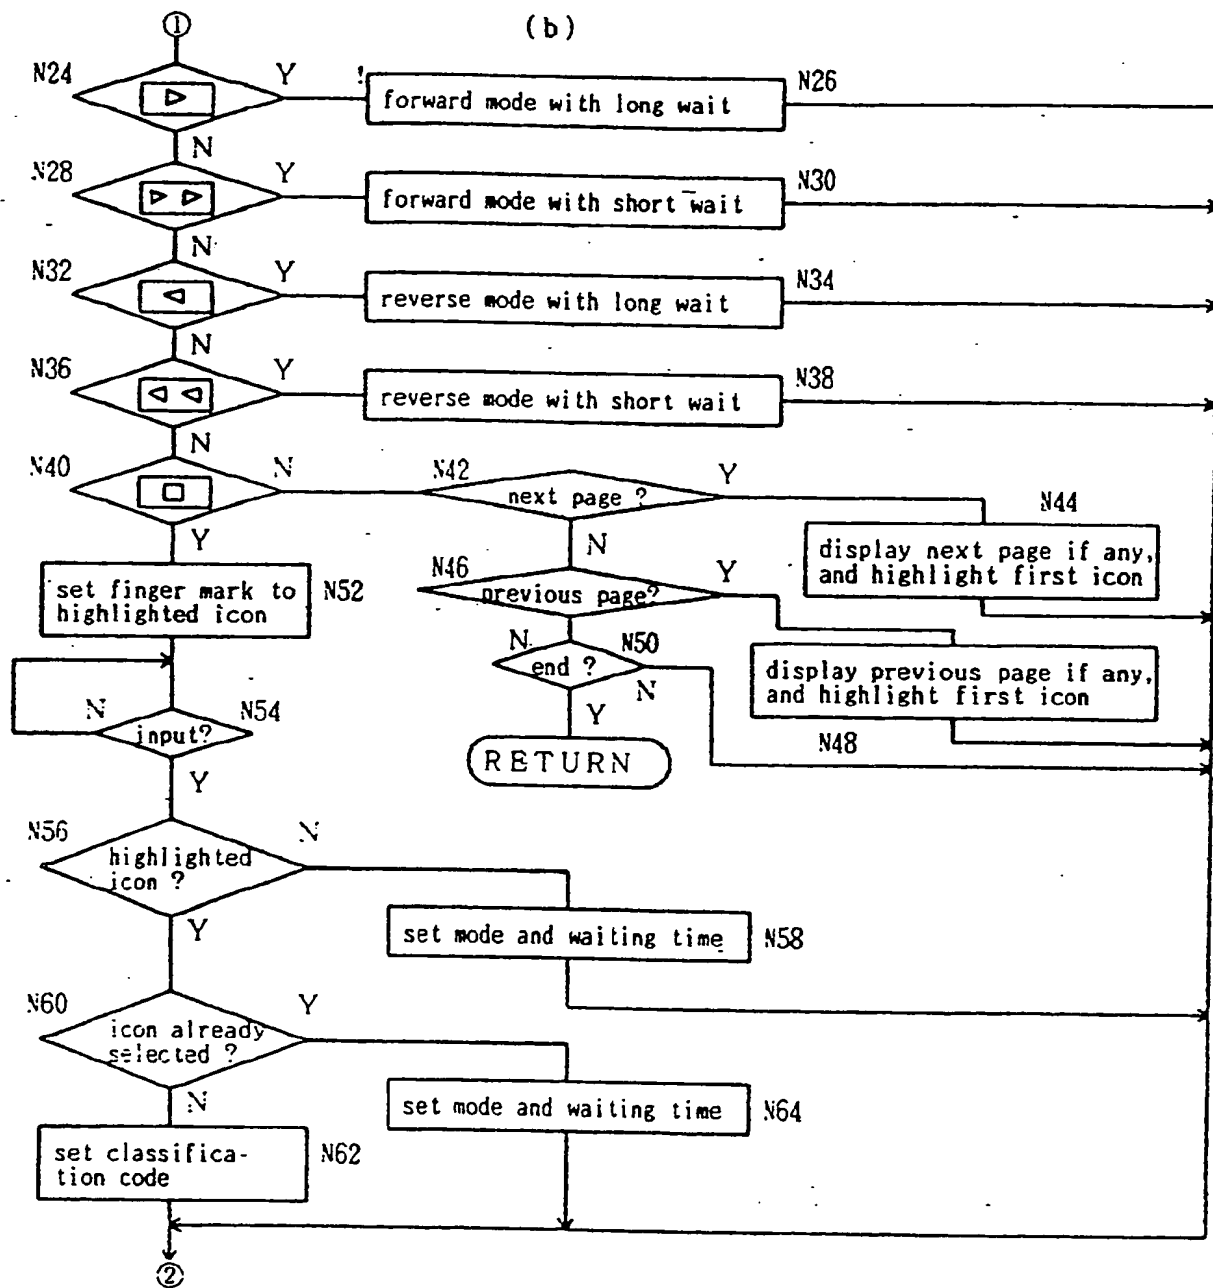 (b)
①
N24
Y
forward mode with long wait
N26
N
N28
Y
forward mode with short wait
N30
N
N32
Y
reverse mode with long wait
N34
N
N36
Y
reverse mode with short wait
N38
N
N40
N
N42
next page ?
Y
N44
display next page if any,
and highlight first icon
Y
N
set finger mark to
highlighted icon
N52
N46
previous page?
Y
display previous page if any,
and highlight first icon
N48
N
N50
end ?
N
Y
RETURN
N
N54
input?
Y
N56
highlighted
icon ?
N
set mode and waiting time
N58
Y
N60
icon already
selected ?
Y
set mode and waiting time
N64
N
set classifica-
tion code
N62
②